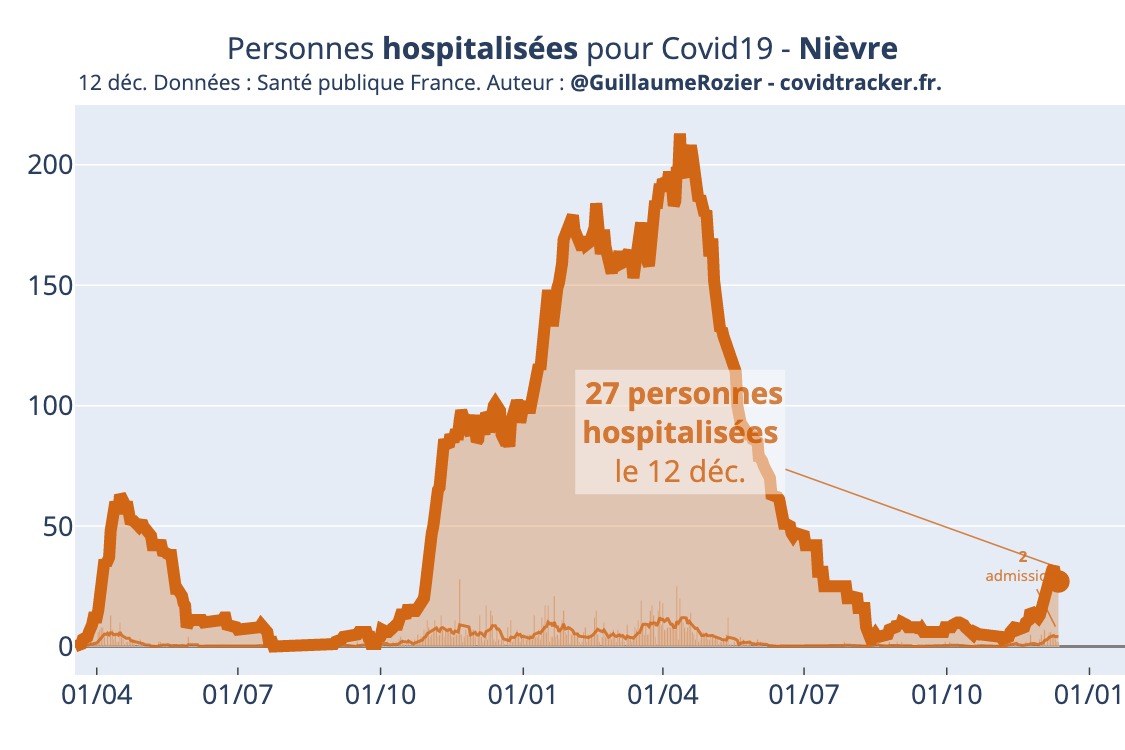 Personnes hospitalisées pour Covid19 - Nièvre
12 déc. Données : Santé publique France. Auteur : @GuillaumeRozier - covidtracker.fr.
200
150
100
50
0
27 personnes
hospitalisées
le 12 déc.
2
01/04 01/07 01/10 01/01 01/04 01/07 01/10 01/01